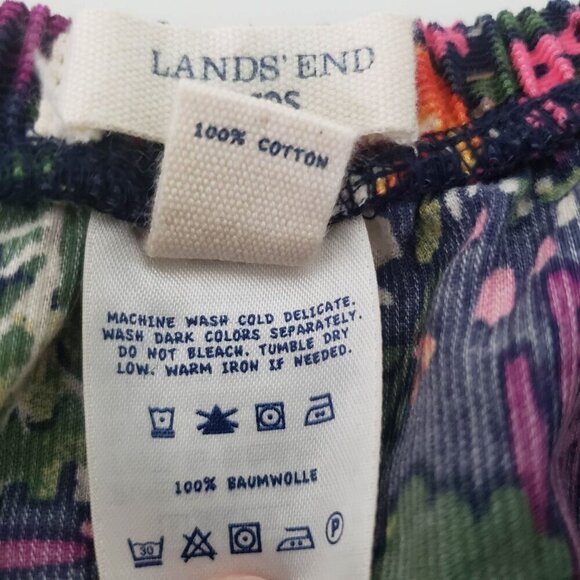 LANDS' END
100% COTTON
MACHINE WASH COLD DELICATE.
WASH DARK COLORS SEPARATELY.
DO NOT BLEACH. TUMBLE DRY
LOW. WARM IRON IF NEEDED.
100% BAUMWOLLE
30
P